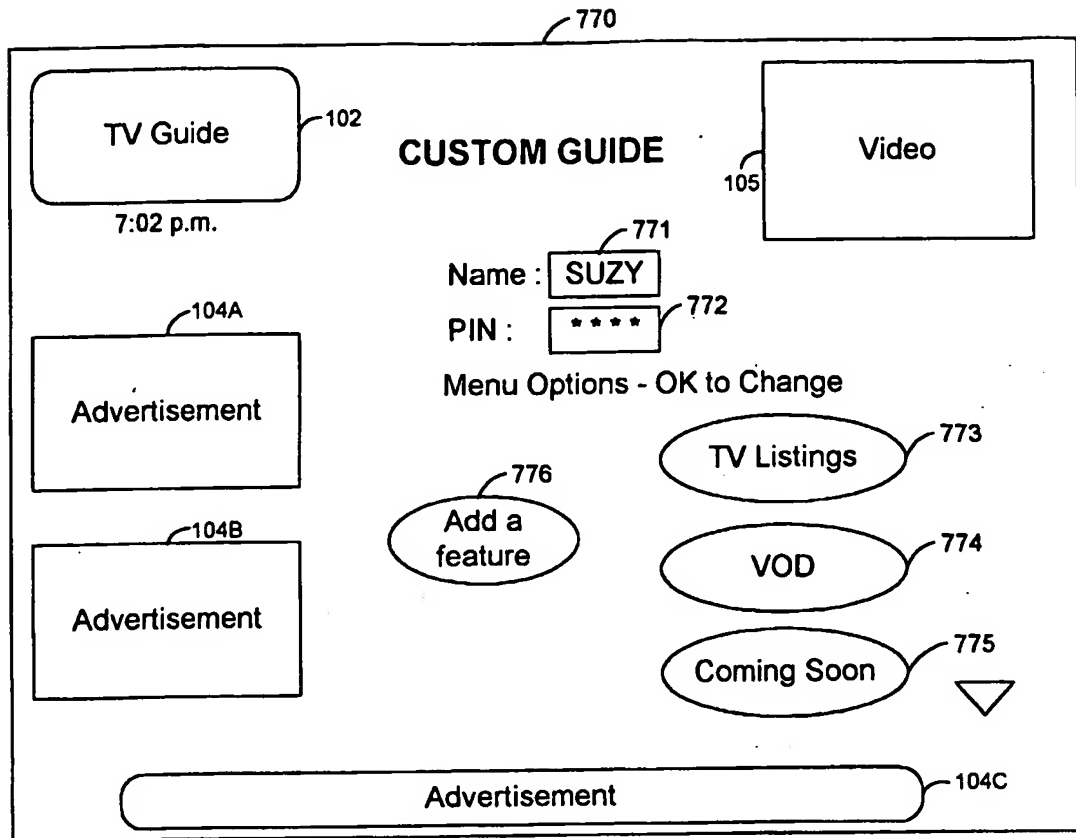 770
TV Guide
102
CUSTOM GUIDE
Video
105
7:02 p.m.
771
Name : SUZY
772
PIN : * * * *
Menu Options - OK to Change
104A
Advertisement
773
TV Listings
776
Add a
feature
104B
Advertisement
774
VOD
775
Coming Soon
Advertisement
104C